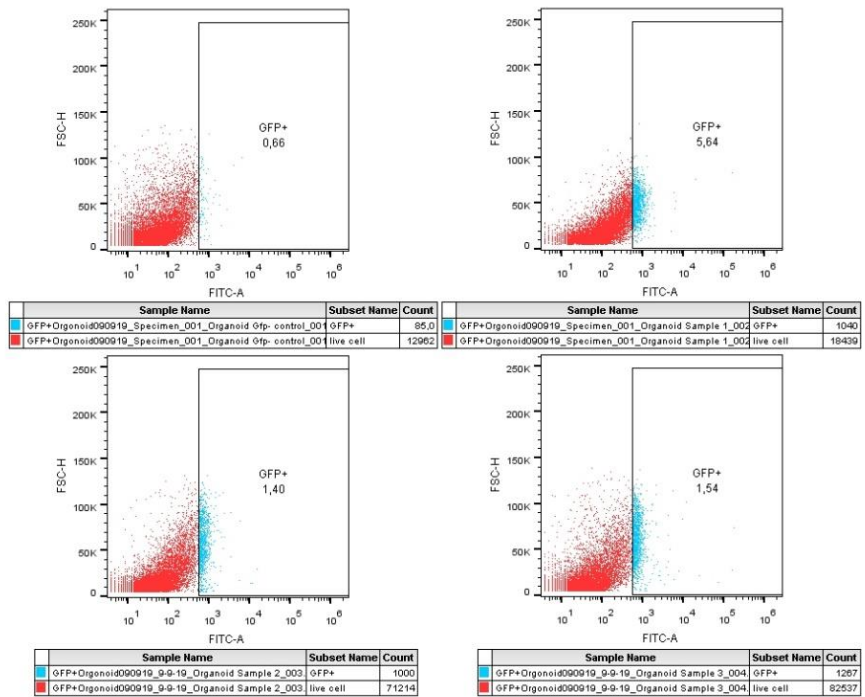 250K
200K
150K
100K
50K
0
FSC-H
GFP+
0,66
10^1 10^2 10^3 10^4 10^5 10^6
FITC-A
Sample Name Subset Name Count
GFP+Orgonoid090919_Specimen_001_Organoid Gfp- control_001 GFP+ 85,0
GFP+Orgonoid090919_Specimen_001_Organoid Gfp- control_001 live cell 12962
250K
200K
150K
100K
50K
0
FSC-H
GFP+
5,64
10^1 10^2 10^3 10^4 10^5 10^6
FITC-A
Sample Name Subset Name Count
GFP+Orgonoid090919_Specimen_001_Organoid Sample 1_002 GFP+ 1040
GFP+Orgonoid090919_Specimen_001_Organoid Sample 1_002 live cell 18439
250K
200K
150K
100K
50K
0
FSC-H
GFP+
1,40
10^1 10^2 10^3 10^4 10^5 10^6
FITC-A
Sample Name Subset Name Count
GFP+Orgonoid090919_9-9-19_Organoid Sample 2_003. GFP+ 1000
GFP+Orgonoid090919_9-9-19_Organoid Sample 2_003. live cell 71214
250K
200K
150K
100K
50K
0
FSC-H
GFP+
1,54
10^1 10^2 10^3 10^4 10^5 10^6
FITC-A
Sample Name Subset Name Count
GFP+Orgonoid090919_9-9-19_Organoid Sample 3_004. GFP+ 1267
GFP+Orgonoid090919_9-9-19_Organoid Sample 3_004. live cell 82537